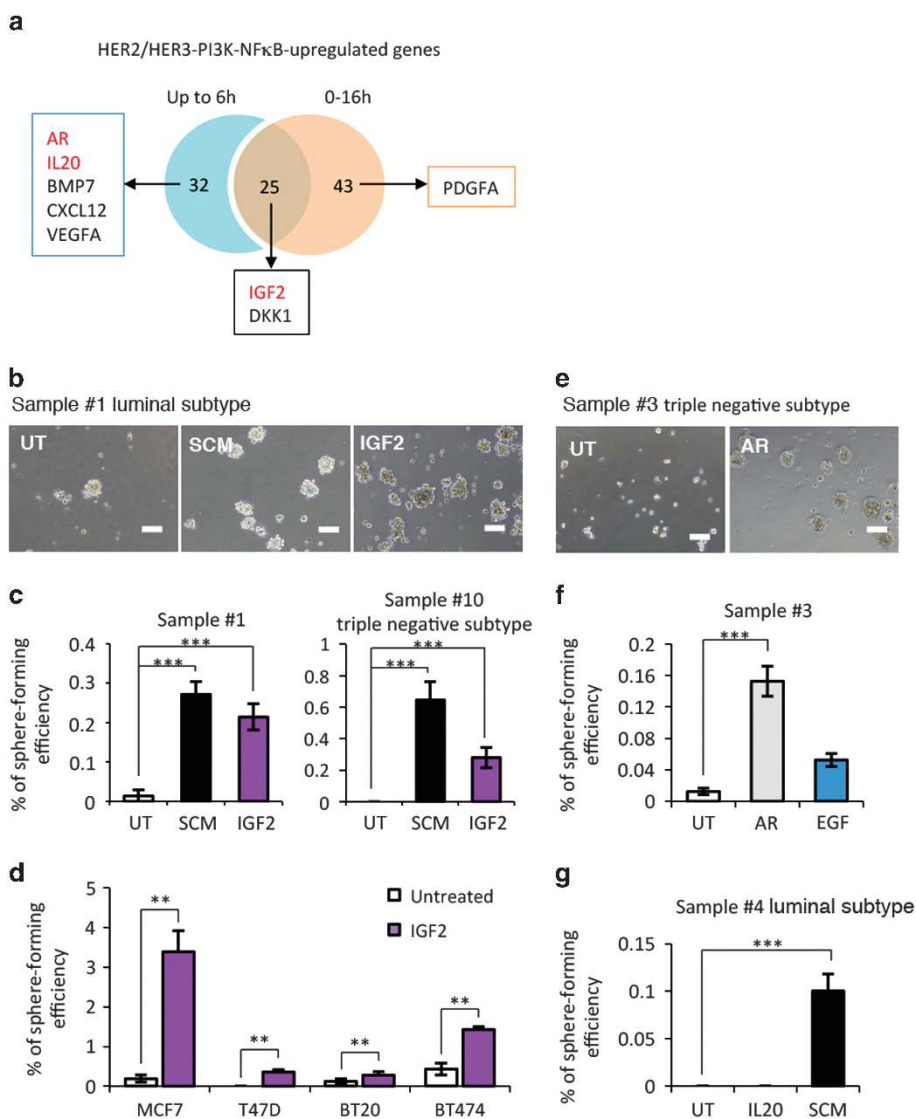 a
HER2/HER3-PI3K-NFκB-upregulated genes
Up to 6h
0-16h
AR
IL20
BMP7
CXCL12
VEGFA
32
25
43
PDGFA
IGF2
DKK1
b
Sample #1 luminal subtype
UT
SCM
IGF2
e
Sample #3 triple negative subtype
UT
AR
c
Sample #1
% of sphere-forming
efficiency
0.4
0.3
0.2
0.1
0
***
***
UT SCM IGF2
Sample #10
triple negative subtype
1
0.8
0.6
0.4
0.2
0
***
***
UT SCM IGF2
f
Sample #3
% of sphere-forming
efficiency
0.2
0.16
0.12
0.08
0.04
0
***
UT AR EGF
d
% of sphere-forming
efficiency
5
4
3
2
1
0
Untreated
IGF2
**
**
**
**
MCF7 T47D BT20 BT474
g
Sample #4 luminal subtype
% of sphere-forming
efficiency
0.15
0.1
0.05
0
***
UT IL20 SCM